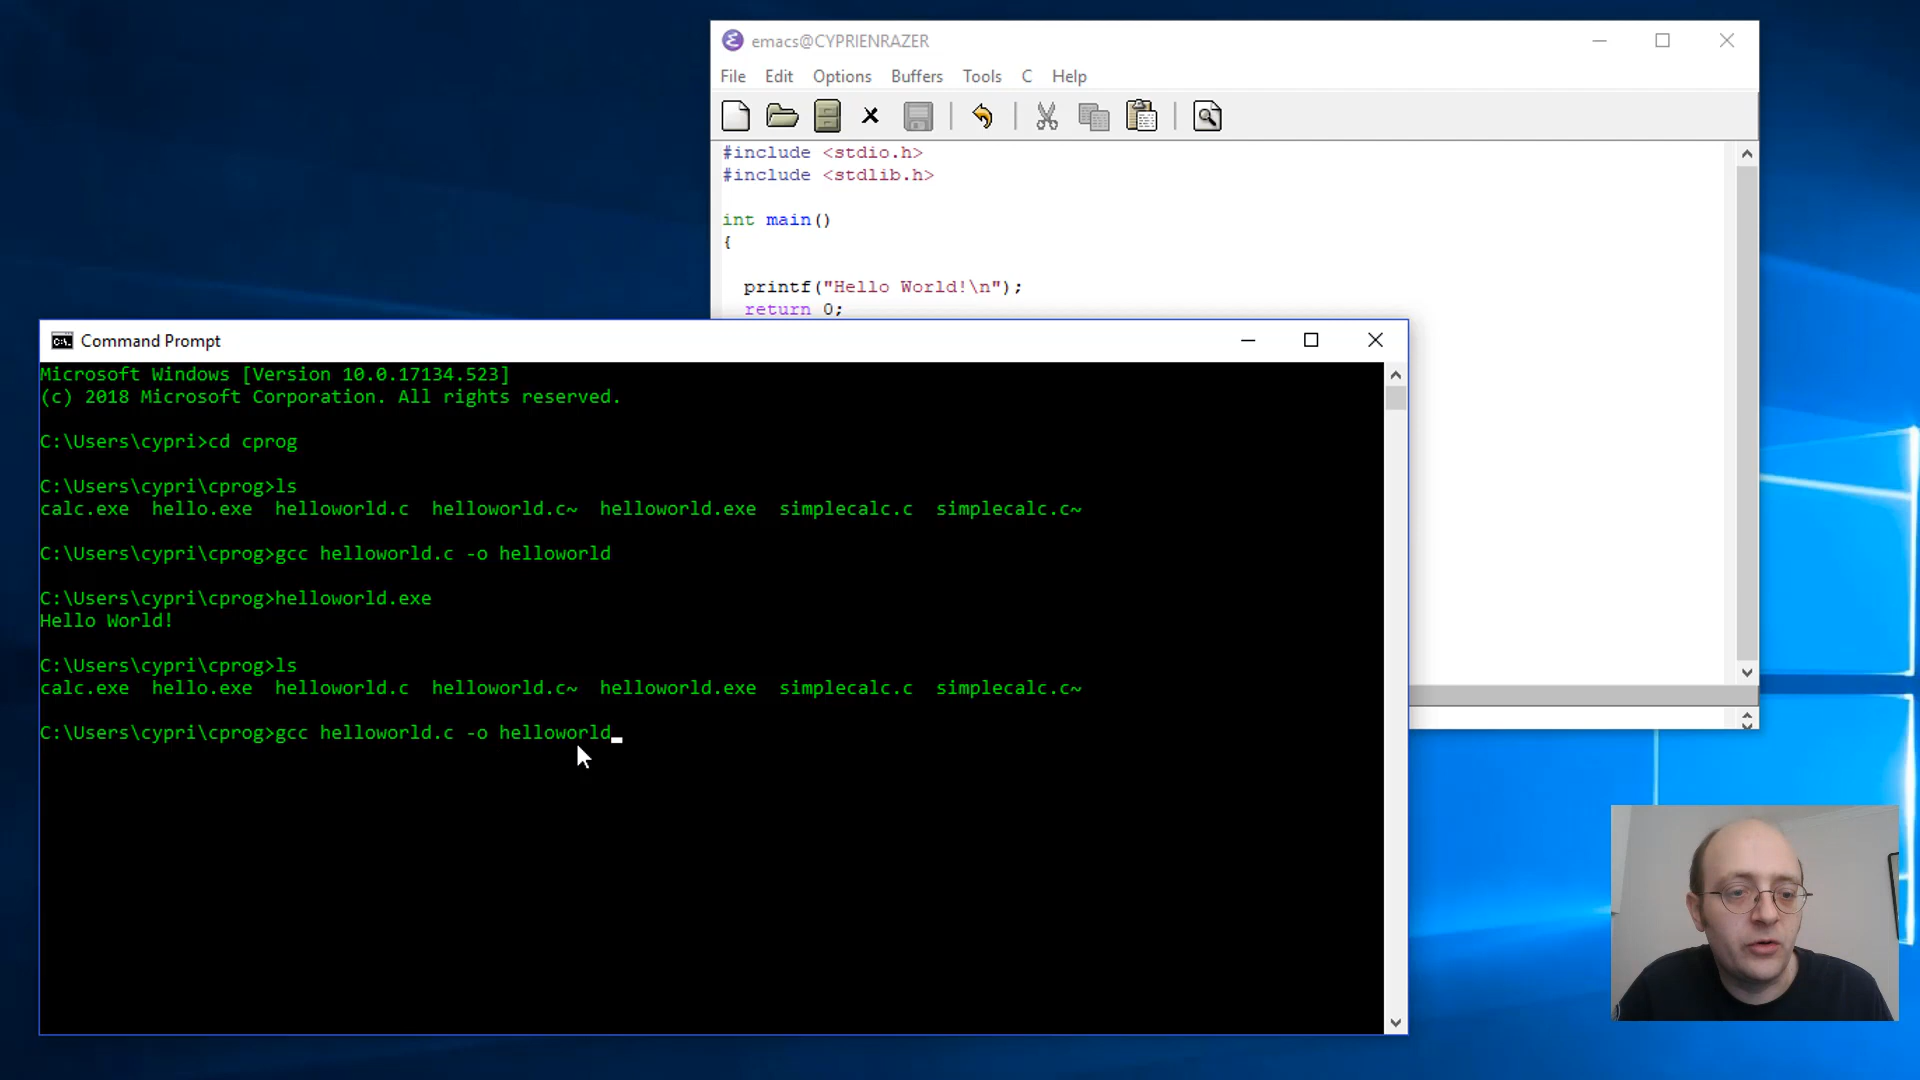 emacs@CYPRIENRAZER
File Edit Options Buffers Tools C Help
#include <stdio.h>
#include <stdlib.h>
int main()
{
printf("Hello World!\n");
return 0;
Command Prompt
Microsoft Windows [Version 10.0.17134.523]
(c) 2018 Microsoft Corporation. All rights reserved.
C:\Users\cypri>cd cprog
C:\Users\cypri\cprog>ls
calc.exe hello.exe helloworld.c helloworld.c~ helloworld.exe simplecalc.c simplecalc.c~
C:\Users\cypri\cprog>gcc helloworld.c -o helloworld
C:\Users\cypri\cprog>helloworld.exe
Hello World!
C:\Users\cypri\cprog>ls
calc.exe hello.exe helloworld.c helloworld.c~ helloworld.exe simplecalc.c simplecalc.c~
C:\Users\cypri\cprog>gcc helloworld.c -o helloworld